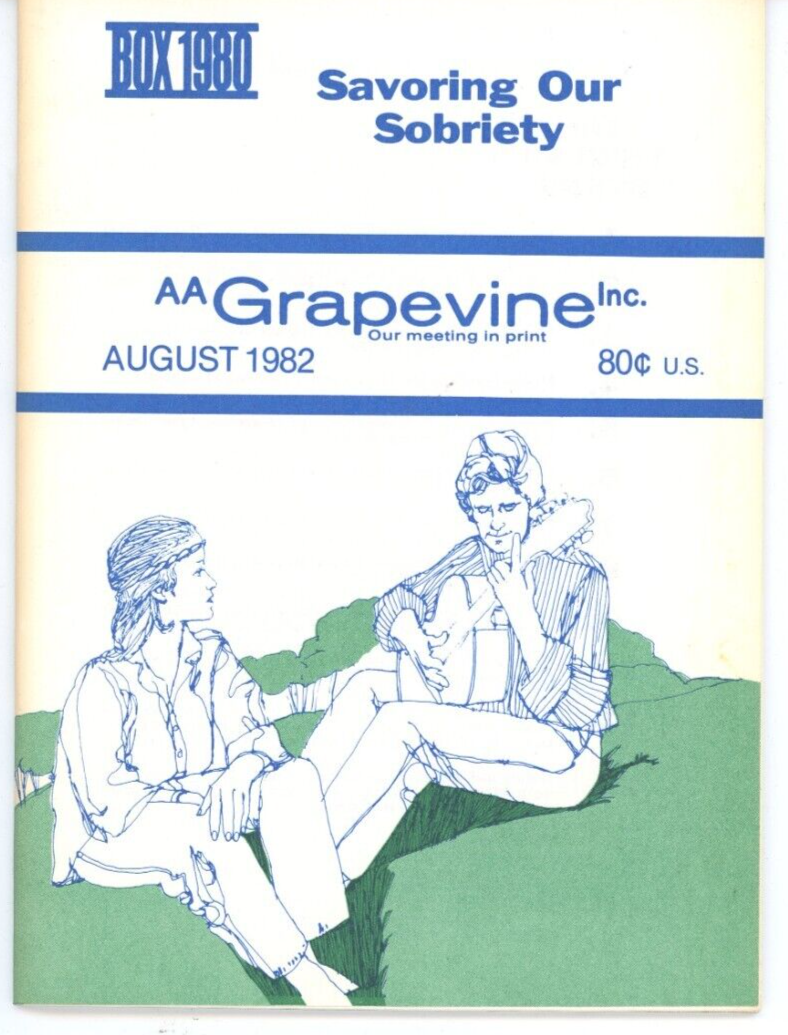 BOX 1980
Savoring Our
Sobriety
AA Grapevine Inc.
Our meeting in print
AUGUST 1982
80¢ U.S.